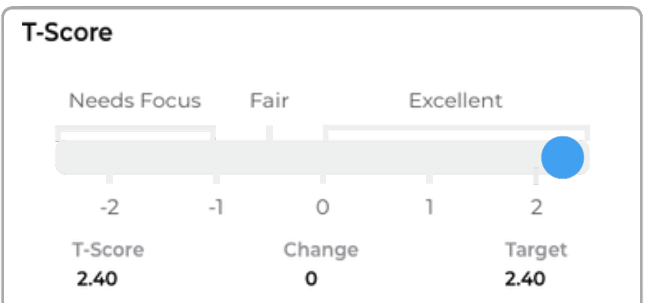 T-Score
Needs Focus Fair Excellent
-2 -1 0 1 2
T-Score Change Target
2.40 0 2.40